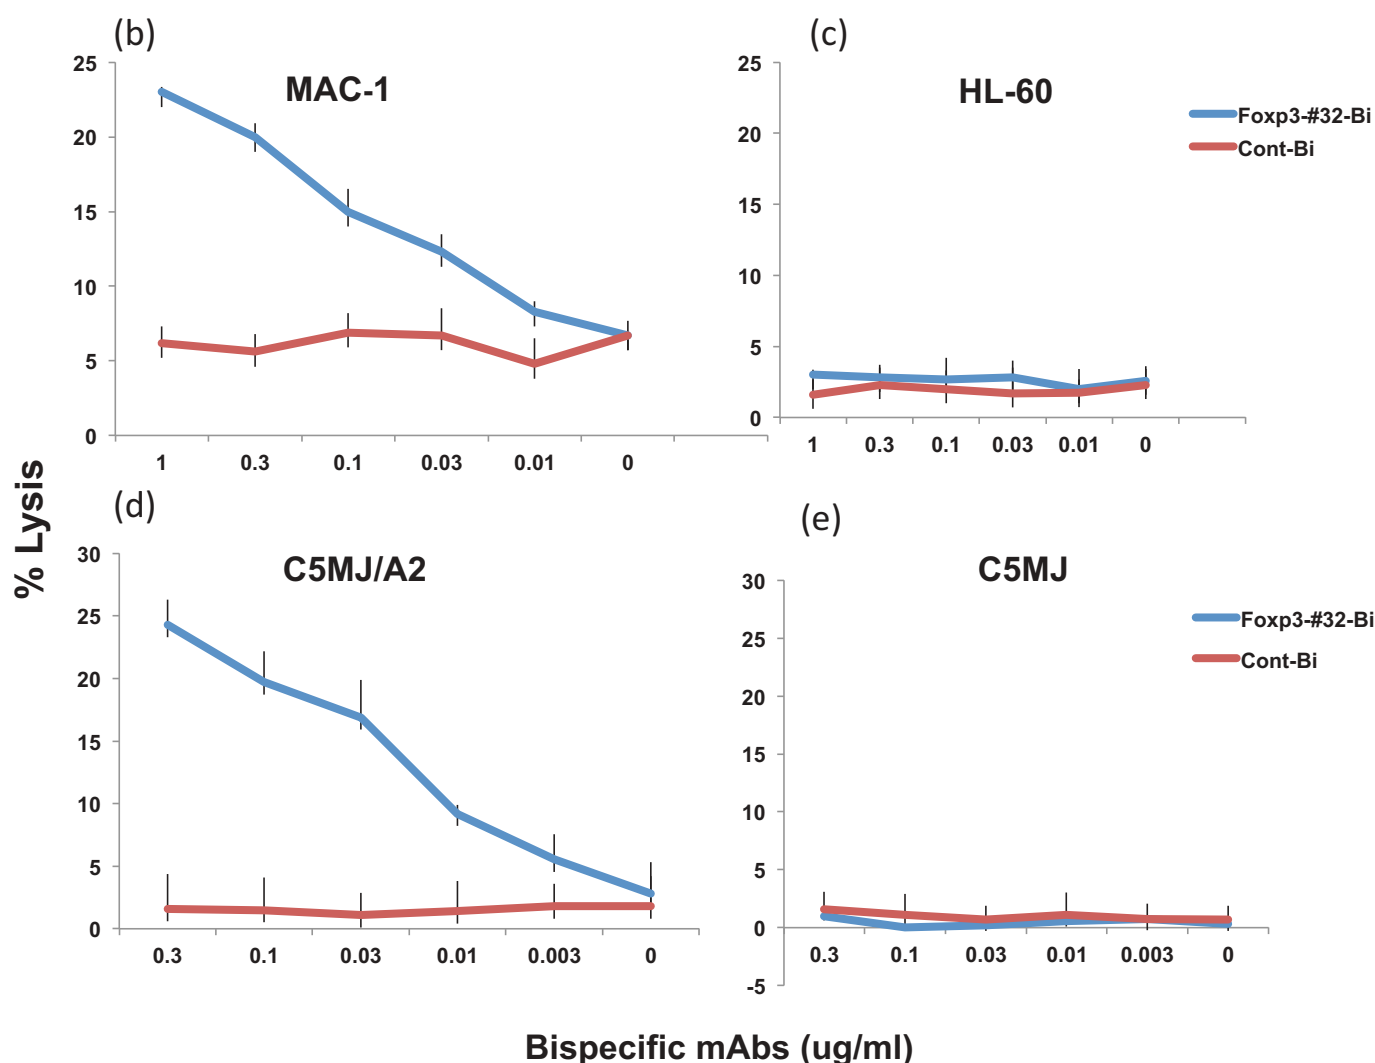 (b)
MAC-1
25
20
15
10
5
0
1 0.3 0.1 0.03 0.01 0
(c)
HL-60
25
20
15
10
5
0
1 0.3 0.1 0.03 0.01 0
Foxp3-#32-Bi
Cont-Bi
% Lysis
(d)
C5MJ/A2
30
25
20
15
10
5
0
0.3 0.1 0.03 0.01 0.003 0
(e)
C5MJ
30
25
20
15
10
5
0
-5
0.3 0.1 0.03 0.01 0.003 0
Foxp3-#32-Bi
Cont-Bi
Bispecific mAbs (ug/ml)